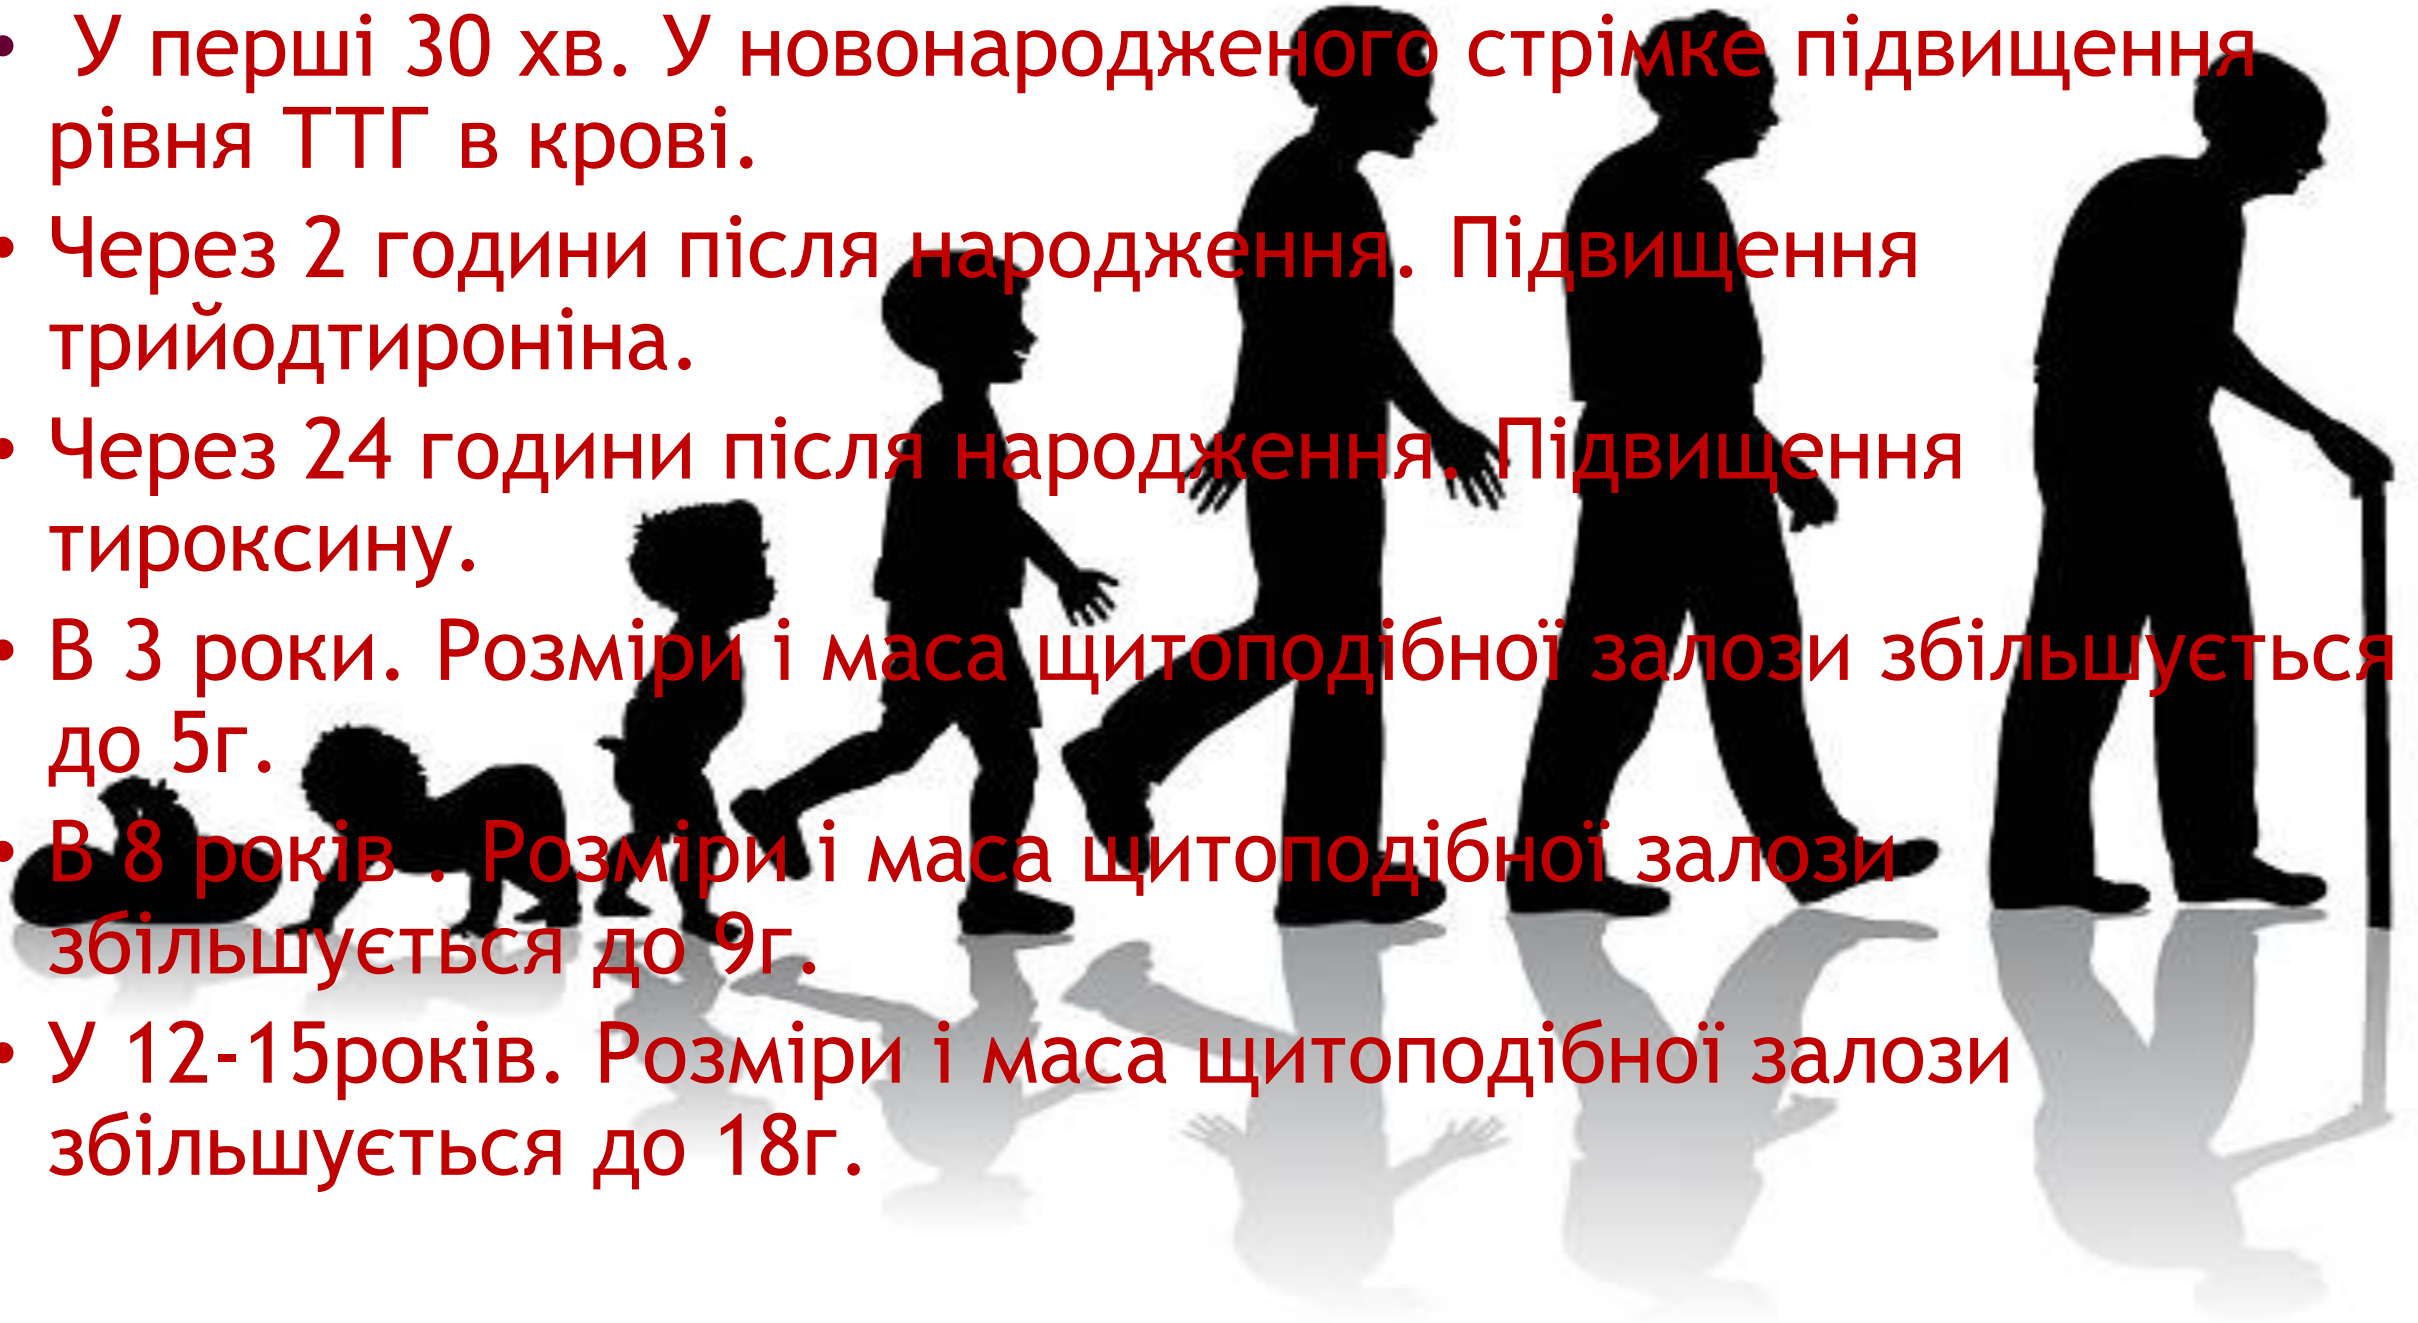 • У перші 30 хв. У новонародженого стрімке підвищення
рівня ТТГ в крові.
• Через 2 години після народження. Підвищення
трийодтироніна.
• Через 24 години після народження. Підвищення
тироксину.
• В 3 роки. Розміри і маса щитоподібної залози збільшується
до 5г.
• В 8 років . Розміри і маса щитоподібної залози
збільшується до 9г.
• У 12-15років. Розміри і маса щитоподібної залози
збільшується до 18г.